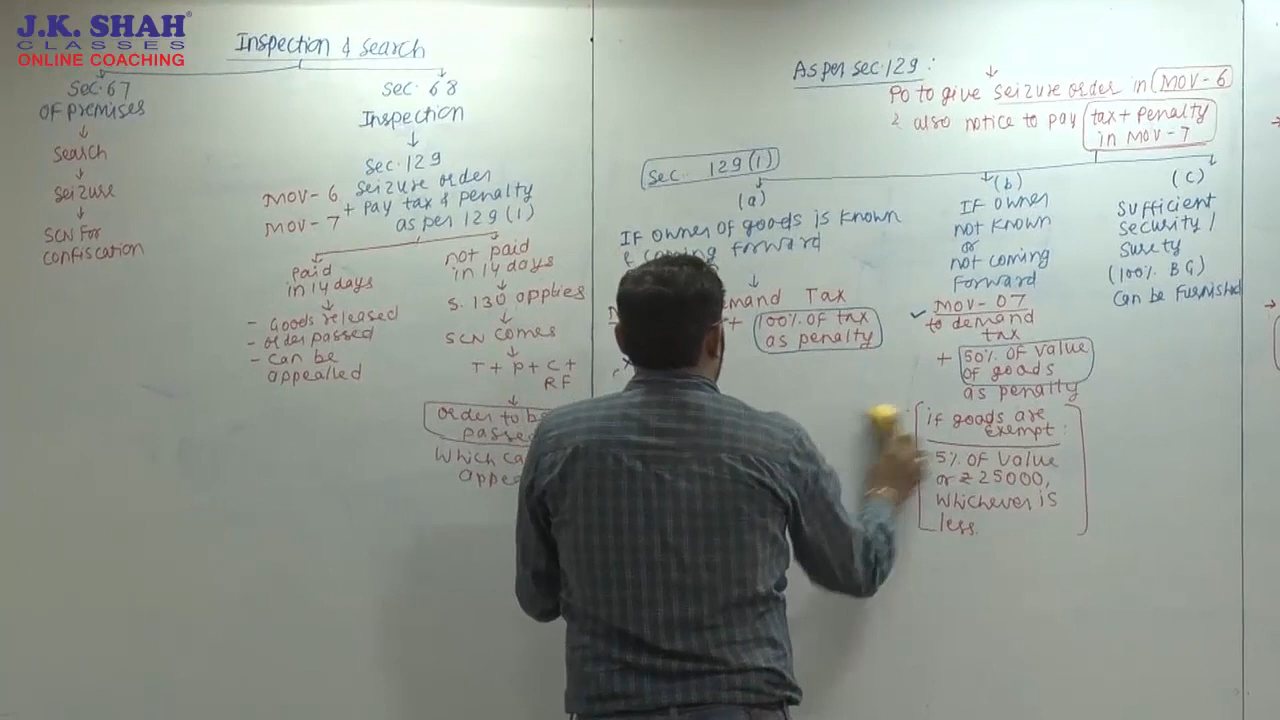 J.K. SHAH®
CLASSES
ONLINE COACHING
Inspection & search
Sec. 67
OF Premises
↓
Search
↓
seizure
↓
SCN For
confiscation
Sec. 68
Inspection
↓
Sec. 129
MOV-6 seizure order
MOV-7 + Pay tax & penalty
as per 129(1)
paid
in 14 days
↓
- Goods released
- order passed
- can be
appealled
not paid
in 14 days
↓
S. 130 applies
↓
SCN comes
↓
T + P + C +
RF
↓
order to be
passe
Which ca
appe
As per sec. 129 :
↓
PO to give seizure order in MOV-6
& also notice to pay tax + penalty
in MOV-7
Sec. 129(1)
(a)
IF owner of goods is known
& coming forward
↓
emand Tax
+ 100% of tax
as penalty
(b)
IF owner
not known
or
not coming
Forward
✓ MOV-07
to demand
tax
+ 50% OF value
of goods
as penalty
if goods are
exempt:
5% OF value
or ₹ 25000,
whichever is
less.
(c)
Sufficient
Security/
Surety
(100% BG)
can be Furnished